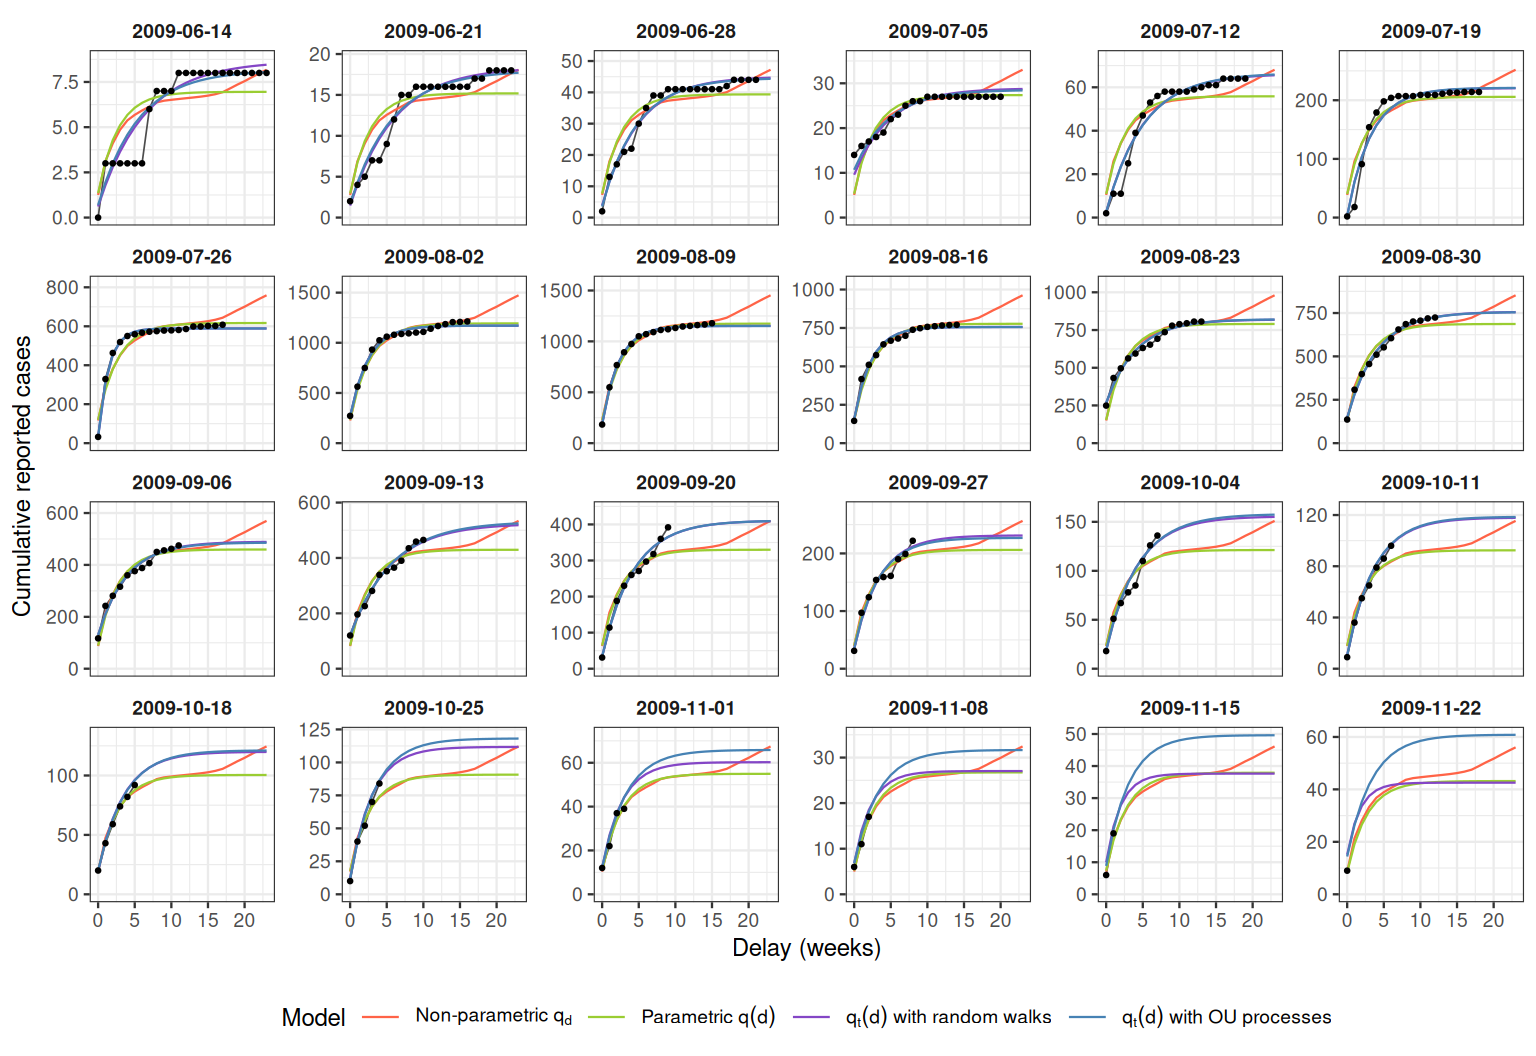 2009-06-14 2009-06-21 2009-06-28 2009-07-05 2009-07-12 2009-07-19
7.5 5.0 2.5 0.0
20 15 10 5 0
50 40 30 20 10 0
30 20 10 0
60 40 20 0
200 100 0
2009-07-26 2009-08-02 2009-08-09 2009-08-16 2009-08-23 2009-08-30
800 600 400 200 0
1500 1000 500 0
1500 1000 500 0
1000 750 500 250 0
1000 750 500 250 0
750 500 250 0
Cumulative reported cases
2009-09-06 2009-09-13 2009-09-20 2009-09-27 2009-10-04 2009-10-11
600 400 200 0
600 400 200 0
400 300 200 100 0
200 100 0
150 100 50 0
120 80 40 0
2009-10-18 2009-10-25 2009-11-01 2009-11-08 2009-11-15 2009-11-22
100 50 0
125 100 75 50 25 0
60 40 20 0
30 20 10 0
50 40 30 20 10 0
60 40 20 0
0 5 10 15 20 0 5 10 15 20 0 5 10 15 20 0 5 10 15 20 0 5 10 15 20 0 5 10 15 20
Delay (weeks)
Model Non-parametric qd Parametric q(d) qt(d) with random walks qt(d) with OU processes